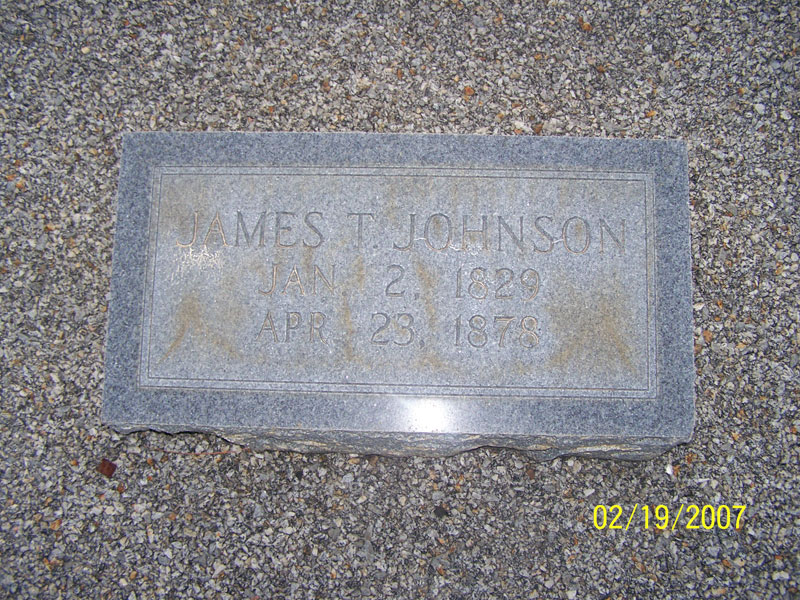 JAMES T. JOHNSON
JAN. 2, 1829
APR. 23, 1878
02/19/2007